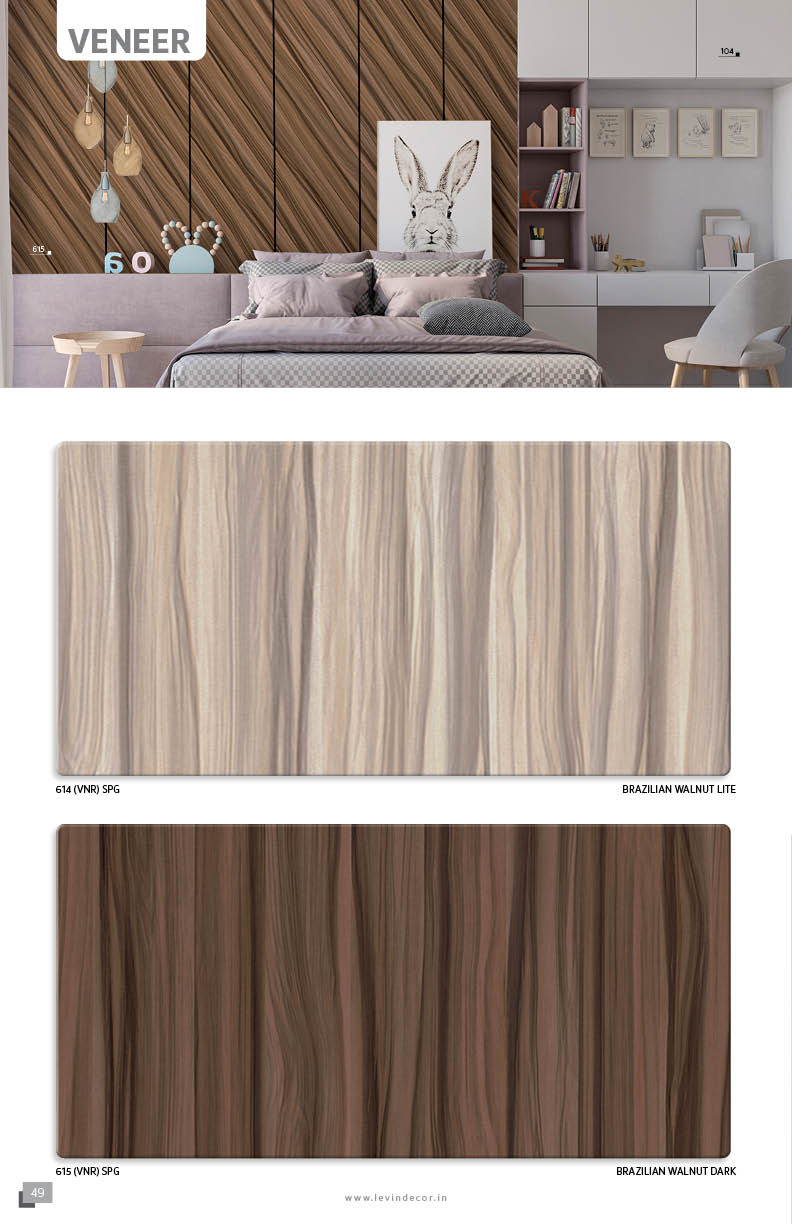 VENEER
104
615
60
K
614 (VNR) SPG
BRAZILIAN WALNUT LITE
615 (VNR) SPG
BRAZILIAN WALNUT DARK
49
www.levindecor.in